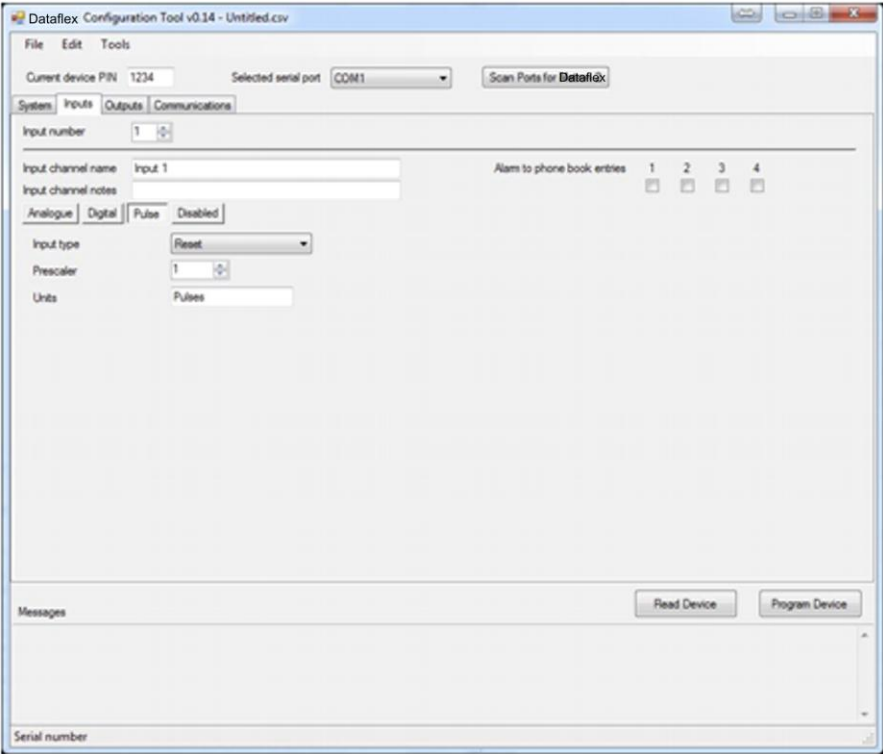 Dataflex Configuration Tool v0.14 - Untitled.csv
File Edit Tools
Current device PIN 1234 Selected serial port COM1 Scan Ports for Dataflex
System Inputs Outputs Communications
Input number 1
Input channel name Input 1 Alarm to phone book entries 1 2 3 4
Input channel notes
Analogue Digital Pulse Disabled
Input type Reset
Prescaler 1
Units Pulses
Read Device Program Device
Messages
Serial number